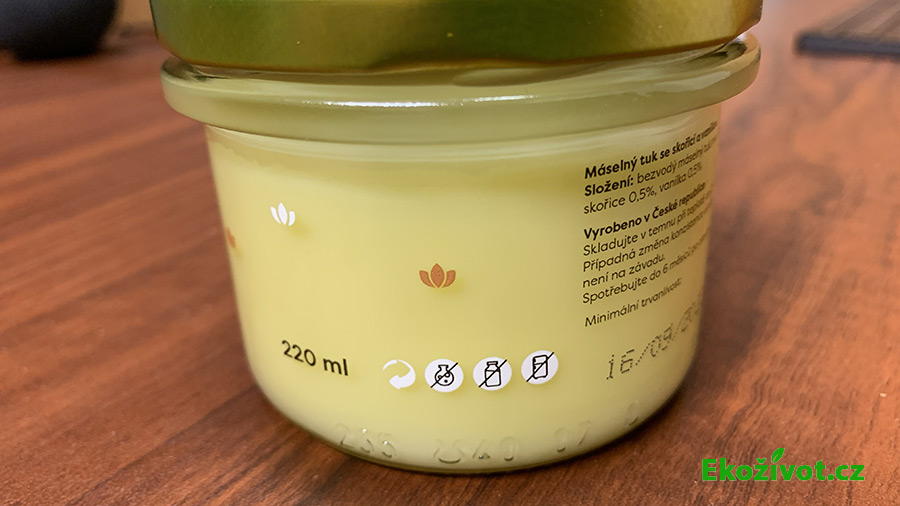 Máselný tuk se skořicí a vanilkou
Složení: bezvodý máselný tuk
skořice 0,5%, vanilka 0,5%.
Vyrobeno v České republice
Skladujte v temnu při teplotě
Případná změna konzistence
není na závadu.
Spotřebujte do 6 měsíců po
Minimální trvanlivost:
16/09/
220 ml
Ekoživot.cz